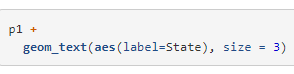 p1 +
  geom_text(aes(label=State), size = 3)